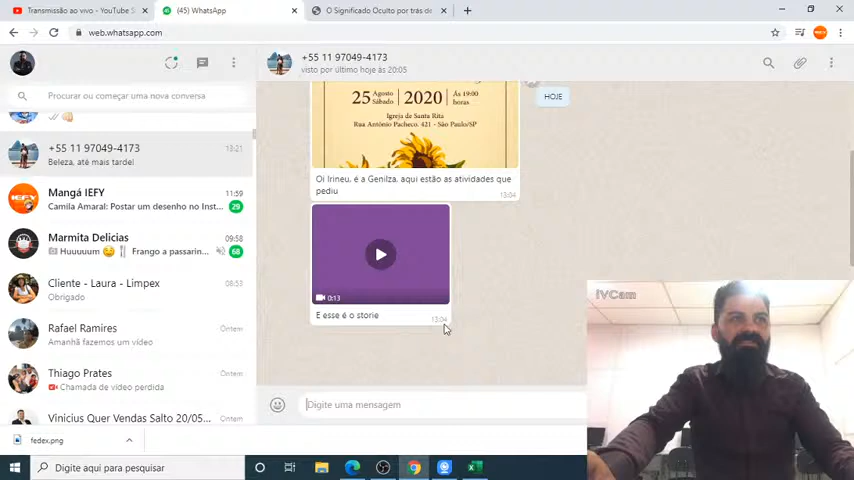 Transmissão ao vivo - YouTube S
(45) WhatsApp
O Significado Oculto por trás de
web.whatsapp.com
+55 11 97049-4173
visto por último hoje às 20:05
Procurar ou começar uma nova conversa
+55 11 97049-4173
13:21
Beleza, até mais tarde!
Mangá IEFY
11:59
Camila Amaral: Postar um desenho no Inst...
29
Marmita Delicias
09:58
Huuuuum
Frango a passarin...
68
Cliente - Laura - Limpex
08:53
Obrigado
Rafael Ramires
Ontem
Amanhã fazemos um vídeo
Thiago Prates
Ontem
Chamada de vídeo perdida
Vinicius Quer Vendas Salto 20/05...
Ontem
HOJE
25 Agosto Sábado 2020 Às 19:00 horas
Igreja de Santa Rita
Rua Antônio Pacheco. 421 - São Paulo/SP
Oi Irineu, é a Genilza, aqui estão as atividades que
pediu
13:04
0:13
E esse é o storie
13:04
Digite uma mensagem
iVCam
fedex.png
Digite aqui para pesquisar